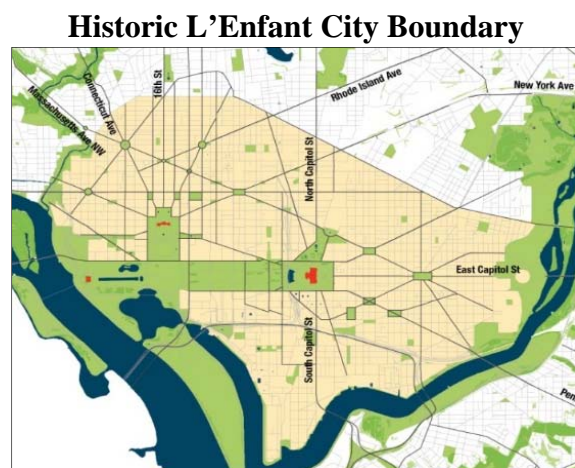 Historic L'Enfant City Boundary
16th St
Connecticut Ave
Massachusetts Ave NW
Rhode Island Ave
New York Ave
North Capitol St
East Capitol St
South Capitol St